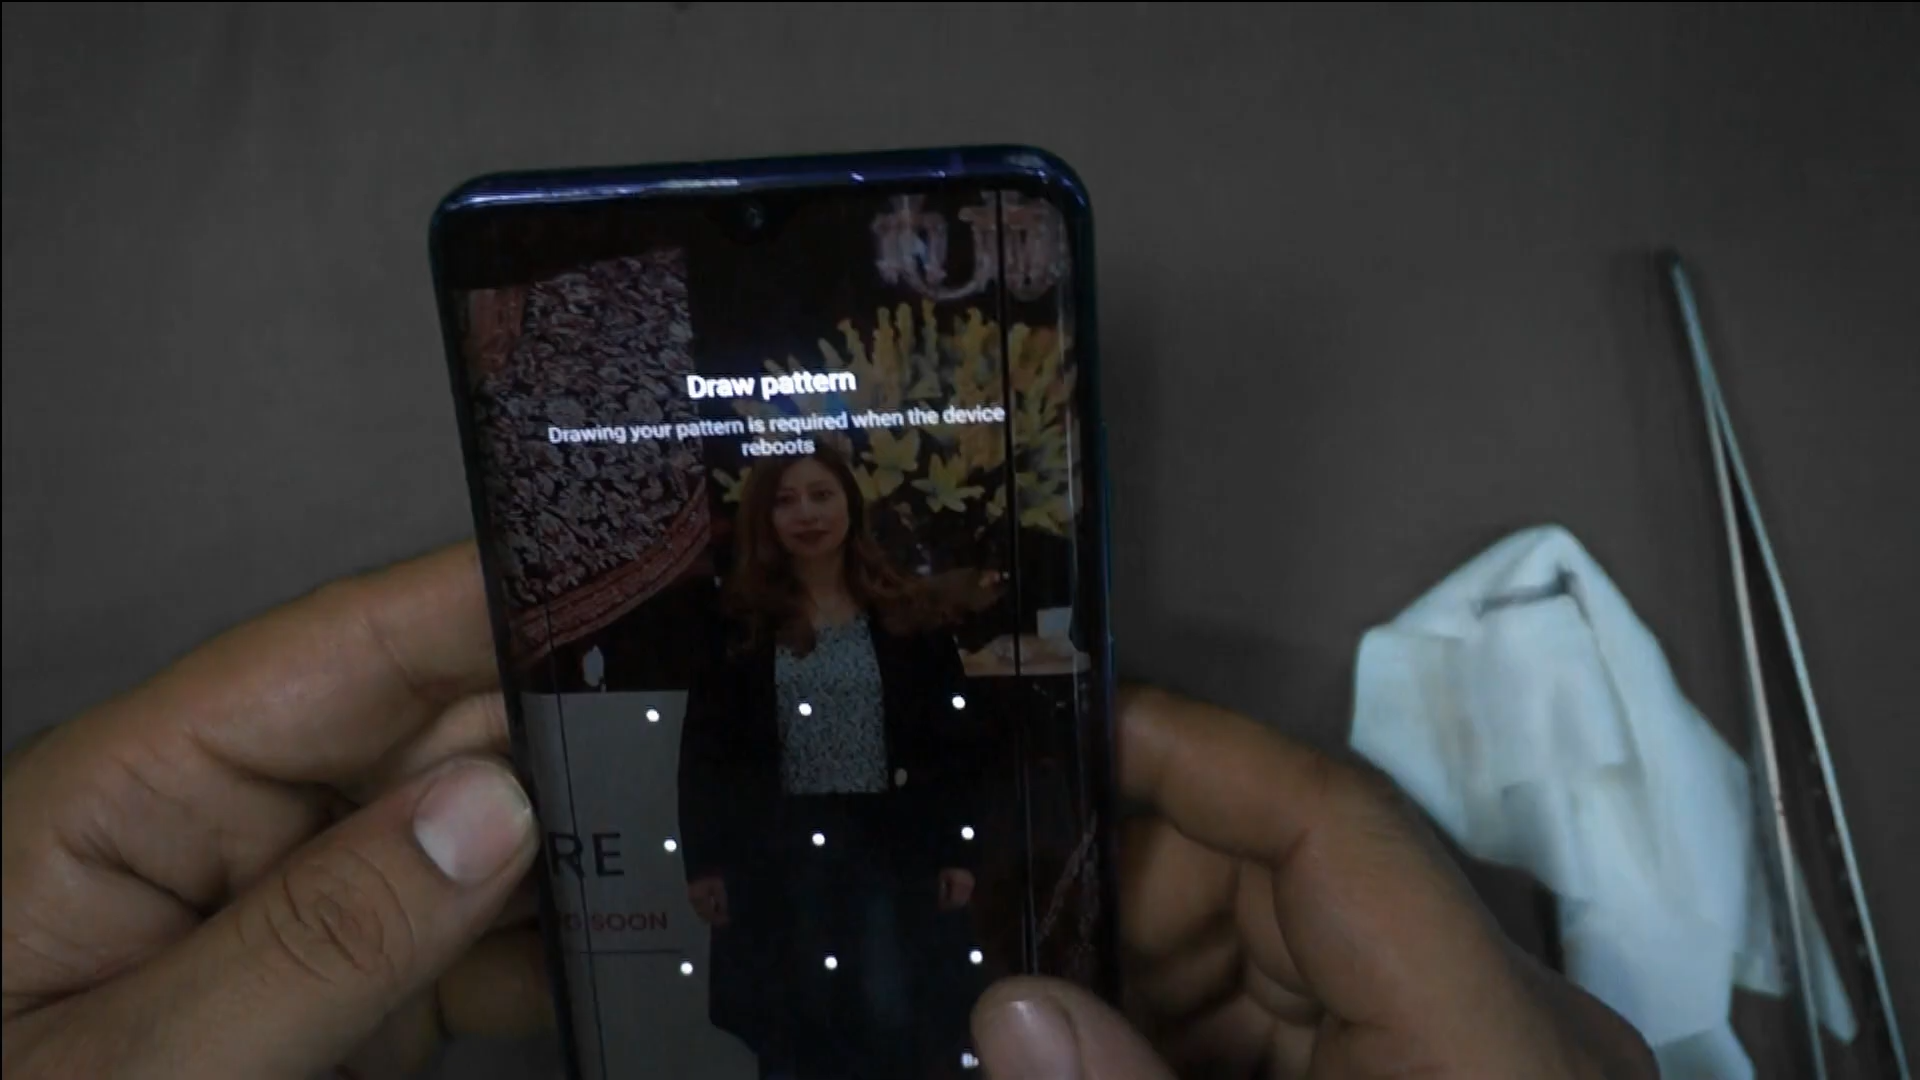 Draw pattern
Drawing your pattern is required when the device
reboots
RE
G SOON